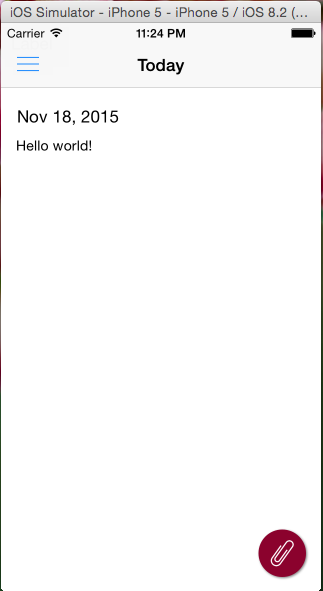 iOS Simulator - iPhone 5 - iPhone 5 / iOS 8.2 (...
Carrier 11:24 PM
Today
Nov 18, 2015
Hello world!